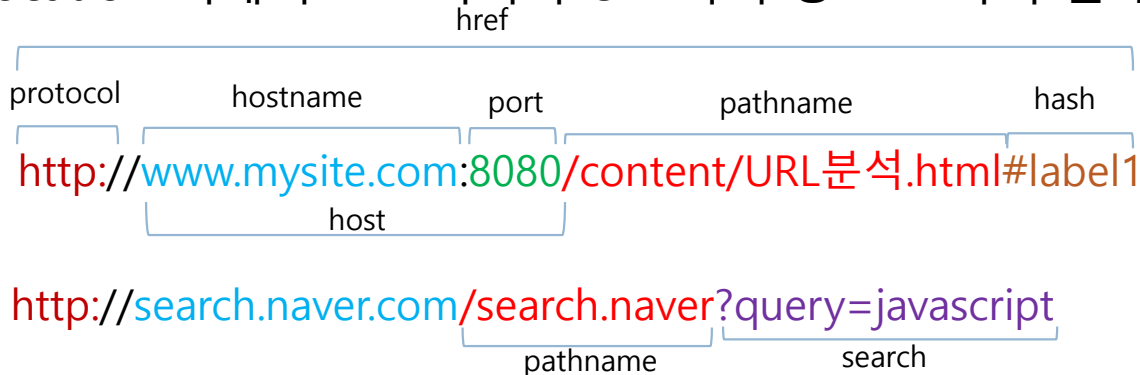 href
protocol hostname port pathname hash
http://www.mysite.com:8080/content/URL분석.html#label1
host
http://search.naver.com/search.naver?query=javascript
pathname search